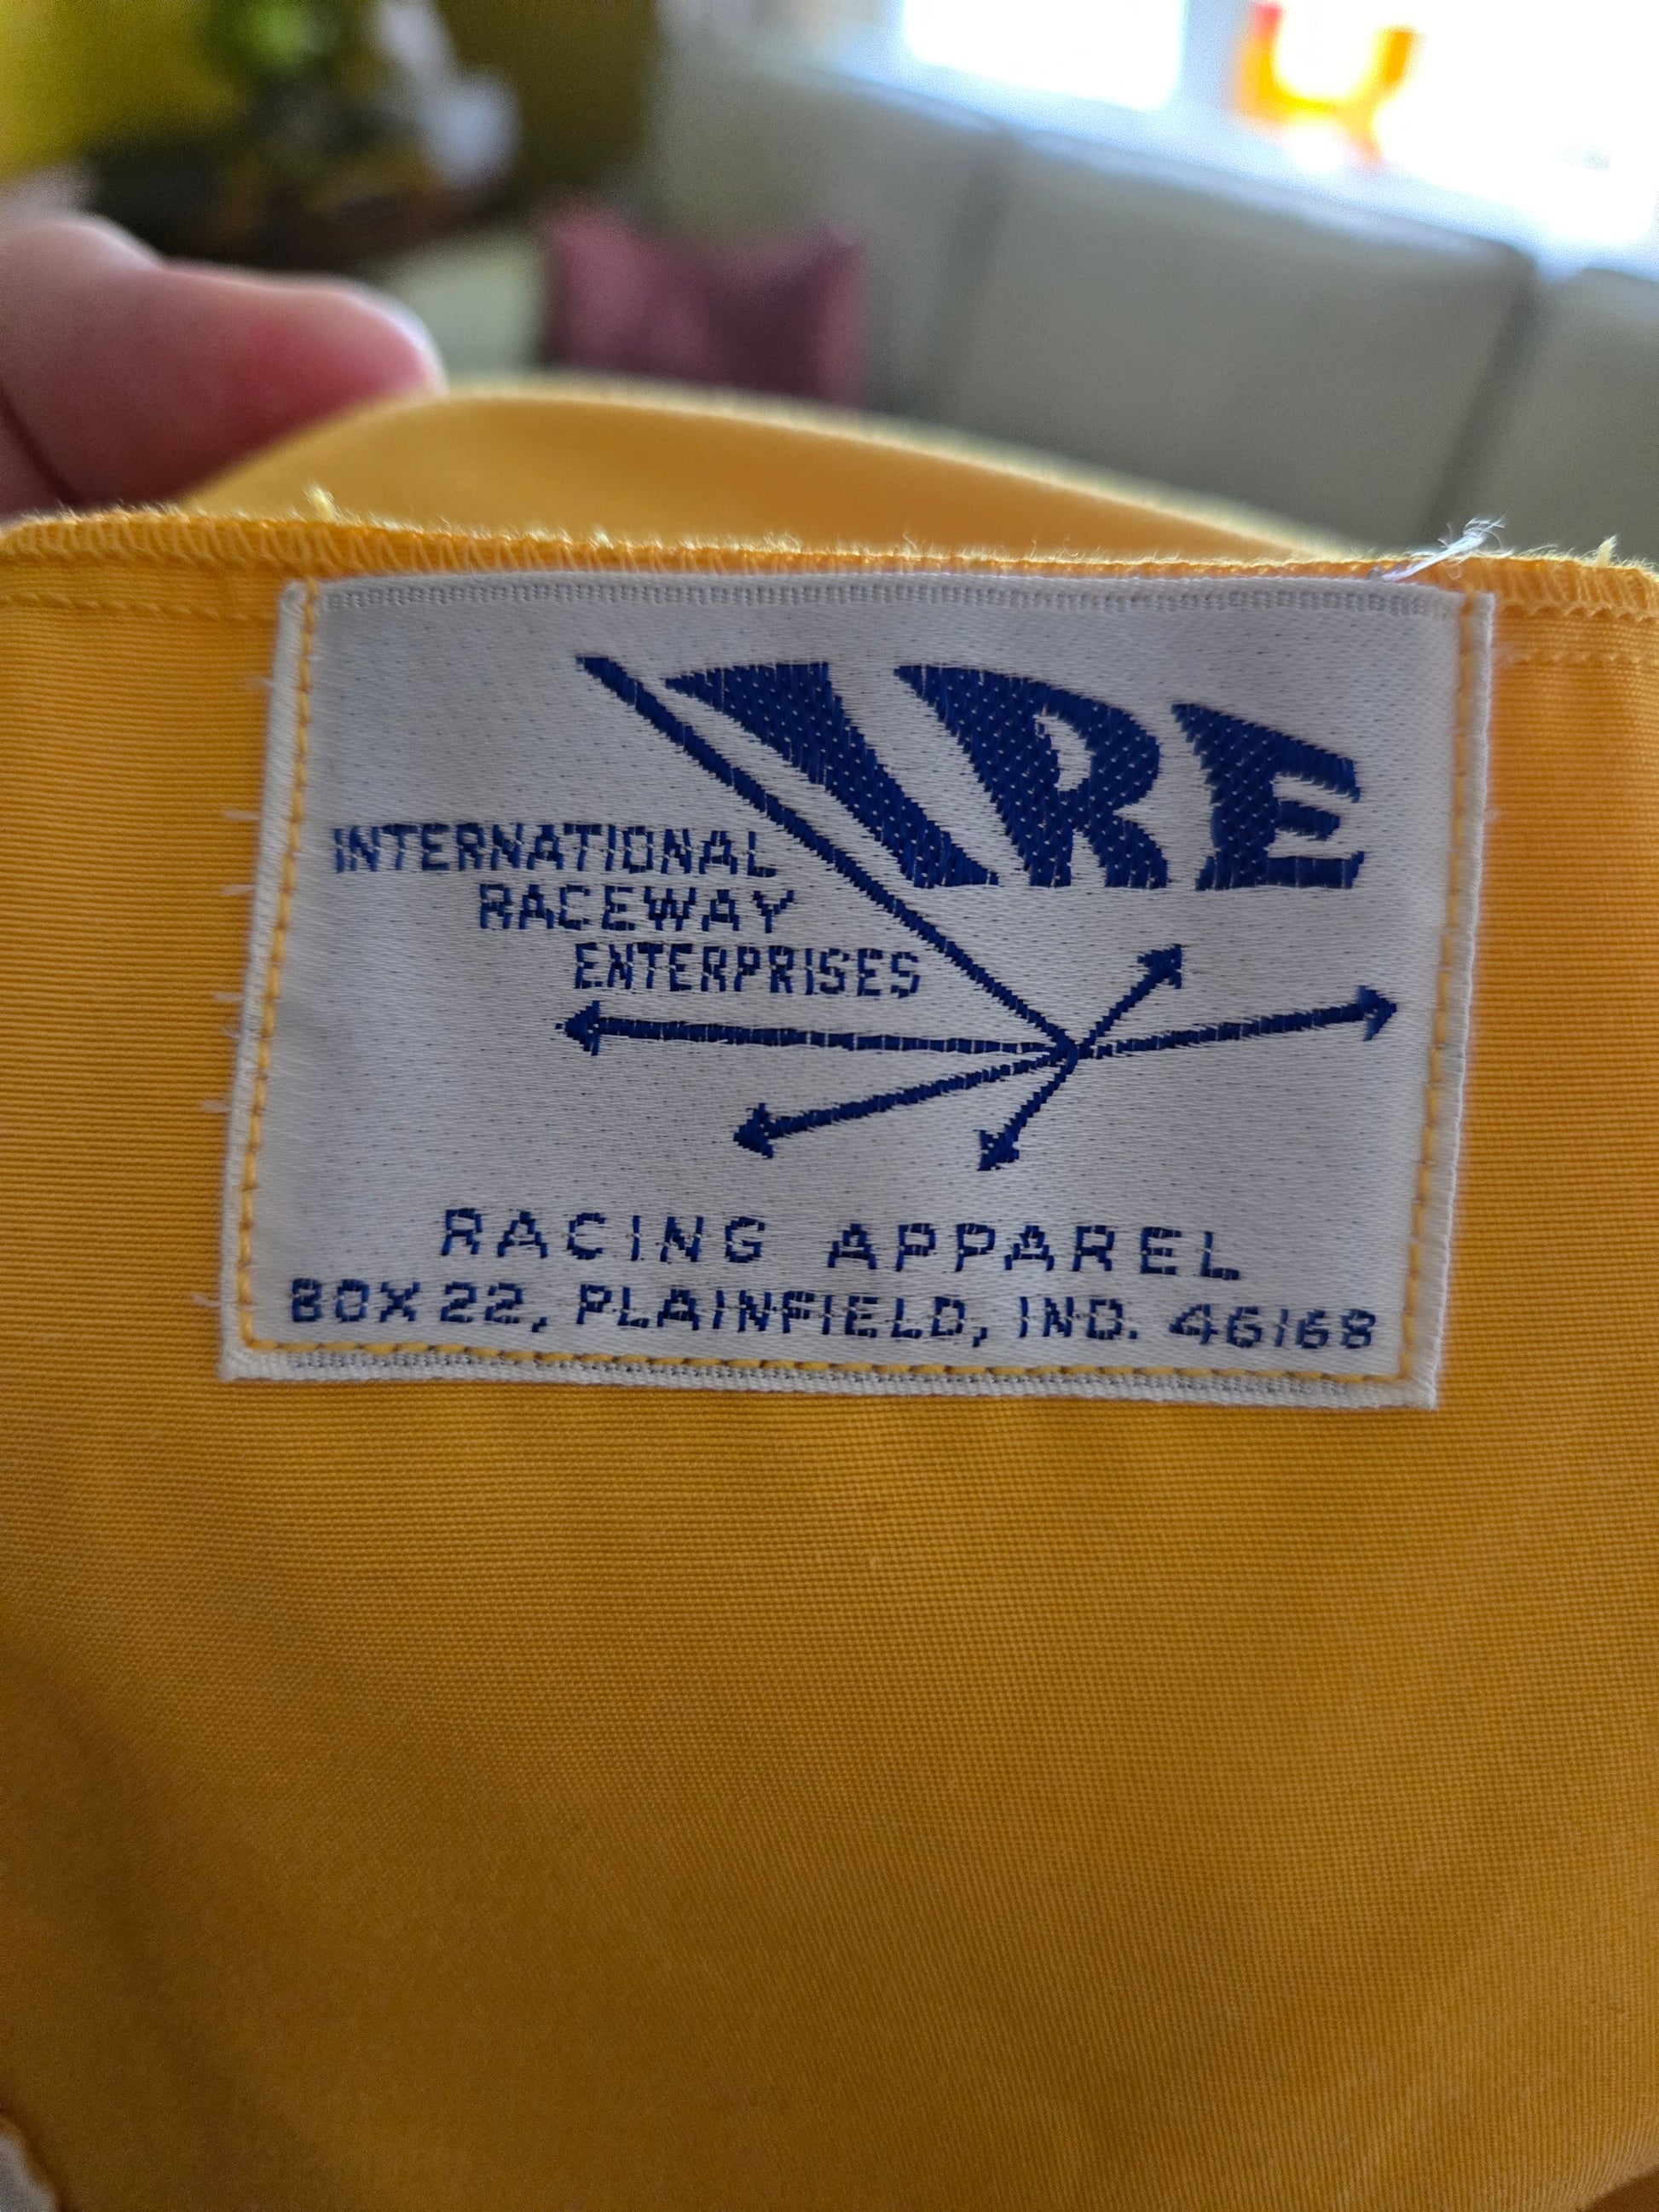 IRE
INTERNATIONAL
RACEWAY
ENTERPRISES
RACING APPAREL
BOX 22, PLAINFIELD, IND. 46168